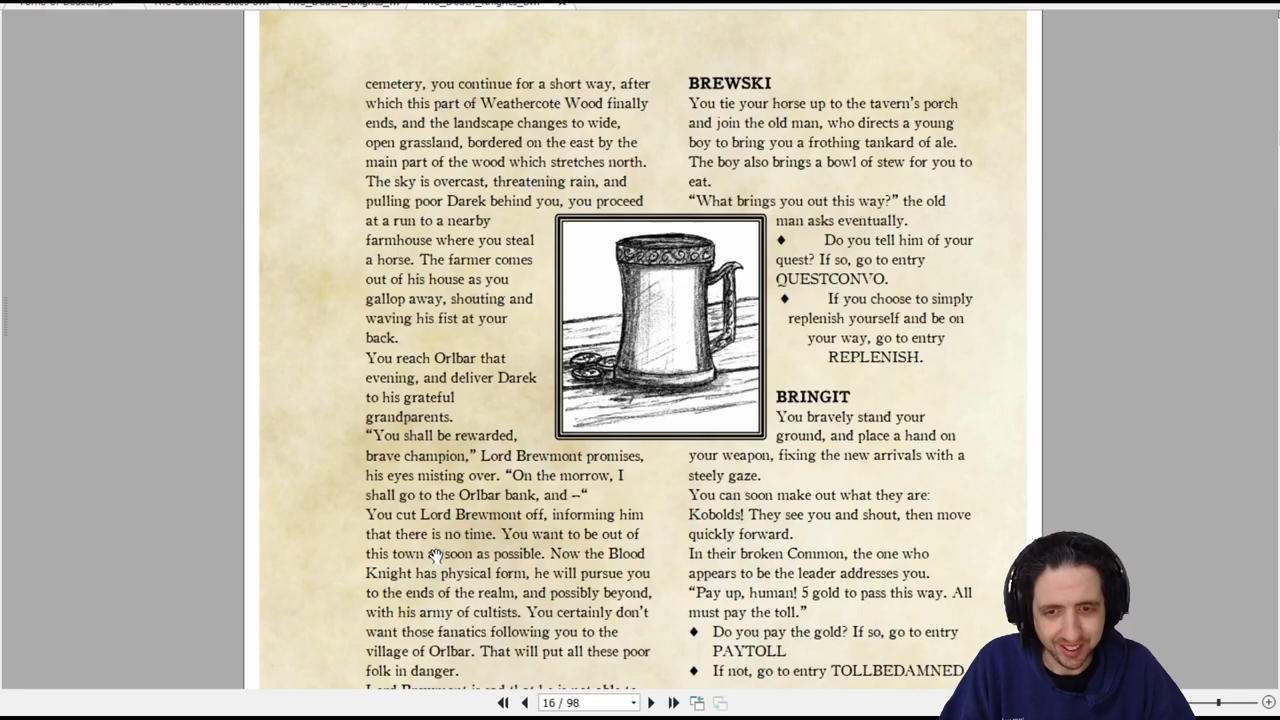 cemetery, you continue for a short way, after
which this part of Weathercote Wood finally
ends, and the landscape changes to wide,
open grassland, bordered on the east by the
main part of the wood which stretches north.
The sky is overcast, threatening rain, and
pulling poor Darek behind you, you proceed
at a run to a nearby
farmhouse where you steal
a horse. The farmer comes
out of his house as you
gallop away, shouting and
waving his fist at your
back.
You reach Orlbar that
evening, and deliver Darek
to his grateful
grandparents.
“You shall be rewarded,
brave champion,” Lord Brewmont promises,
his eyes misting over. “On the morrow, I
shall go to the Orlbar bank, and –“
You cut Lord Brewmont off, informing him
that there is no time. You want to be out of
this town soon as possible. Now the Blood
Knight has physical form, he will pursue you
to the ends of the realm, and possibly beyond,
with his army of cultists. You certainly don’t
want those fanatics following you to the
village of Orlbar. That will put all these poor
folk in danger.
BREWSKI
You tie your horse up to the tavern’s porch
and join the old man, who directs a young
boy to bring you a frothing tankard of ale.
The boy also brings a bowl of stew for you to
eat.
“What brings you out this way?” the old
man asks eventually.
♦ Do you tell him of your
quest? If so, go to entry
QUESTCONVO.
♦ If you choose to simply
replenish yourself and be on
your way, go to entry
REPLENISH.
BRINGIT
You bravely stand your
ground, and place a hand on
your weapon, fixing the new arrivals with a
steely gaze.
You can soon make out what they are:
Kobolds! They see you and shout, then move
quickly forward.
In their broken Common, the one who
appears to be the leader addresses you.
“Pay up, human! 5 gold to pass this way. All
must pay the toll.”
♦ Do you pay the gold? If so, go to entry
PAYTOLL
♦ If not, go to entry TOLLBEDAMNED
16 / 98